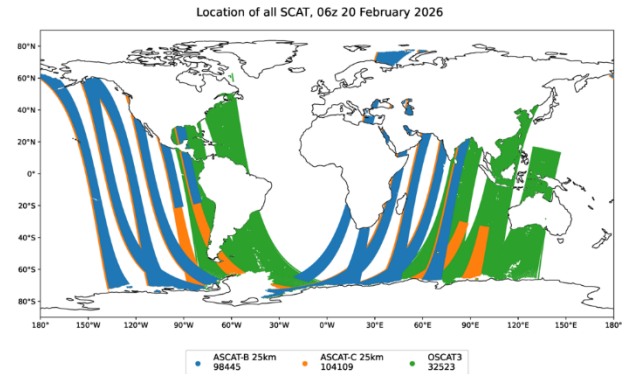 Location of all SCAT, 06z 20 February 2026
80°N
60°N
40°N
20°N
0°
20°S
40°S
60°S
80°S
180° 150°W 120°W 90°W 60°W 30°W 0°W 30°E 60°E 90°E 120°E 150°E 180°
ASCAT-B 25km ASCAT-C 25km OSCAT3
98445 104109 32523